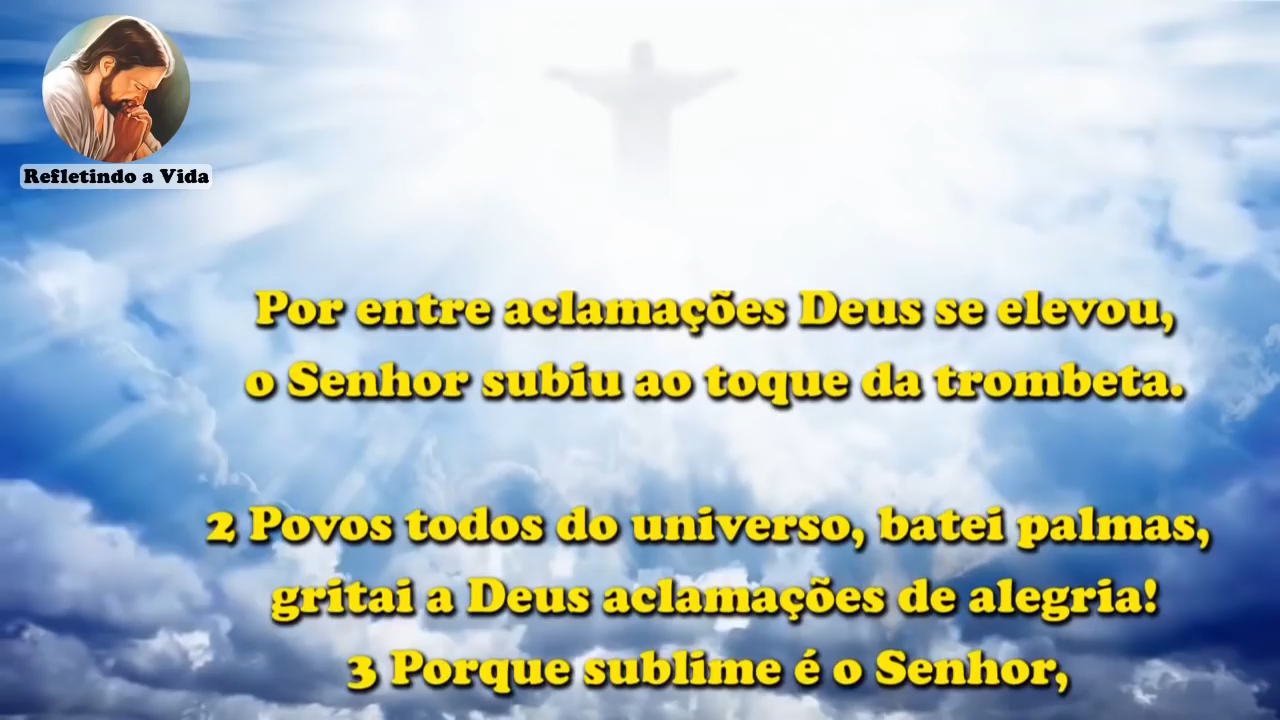 Refletindo a Vida
Por entre aclamações Deus se elevou,
o Senhor subiu ao toque da trombeta.
2 Povos todos do universo, batei palmas,
gritai a Deus aclamações de alegria!
3 Porque sublime é o Senhor,